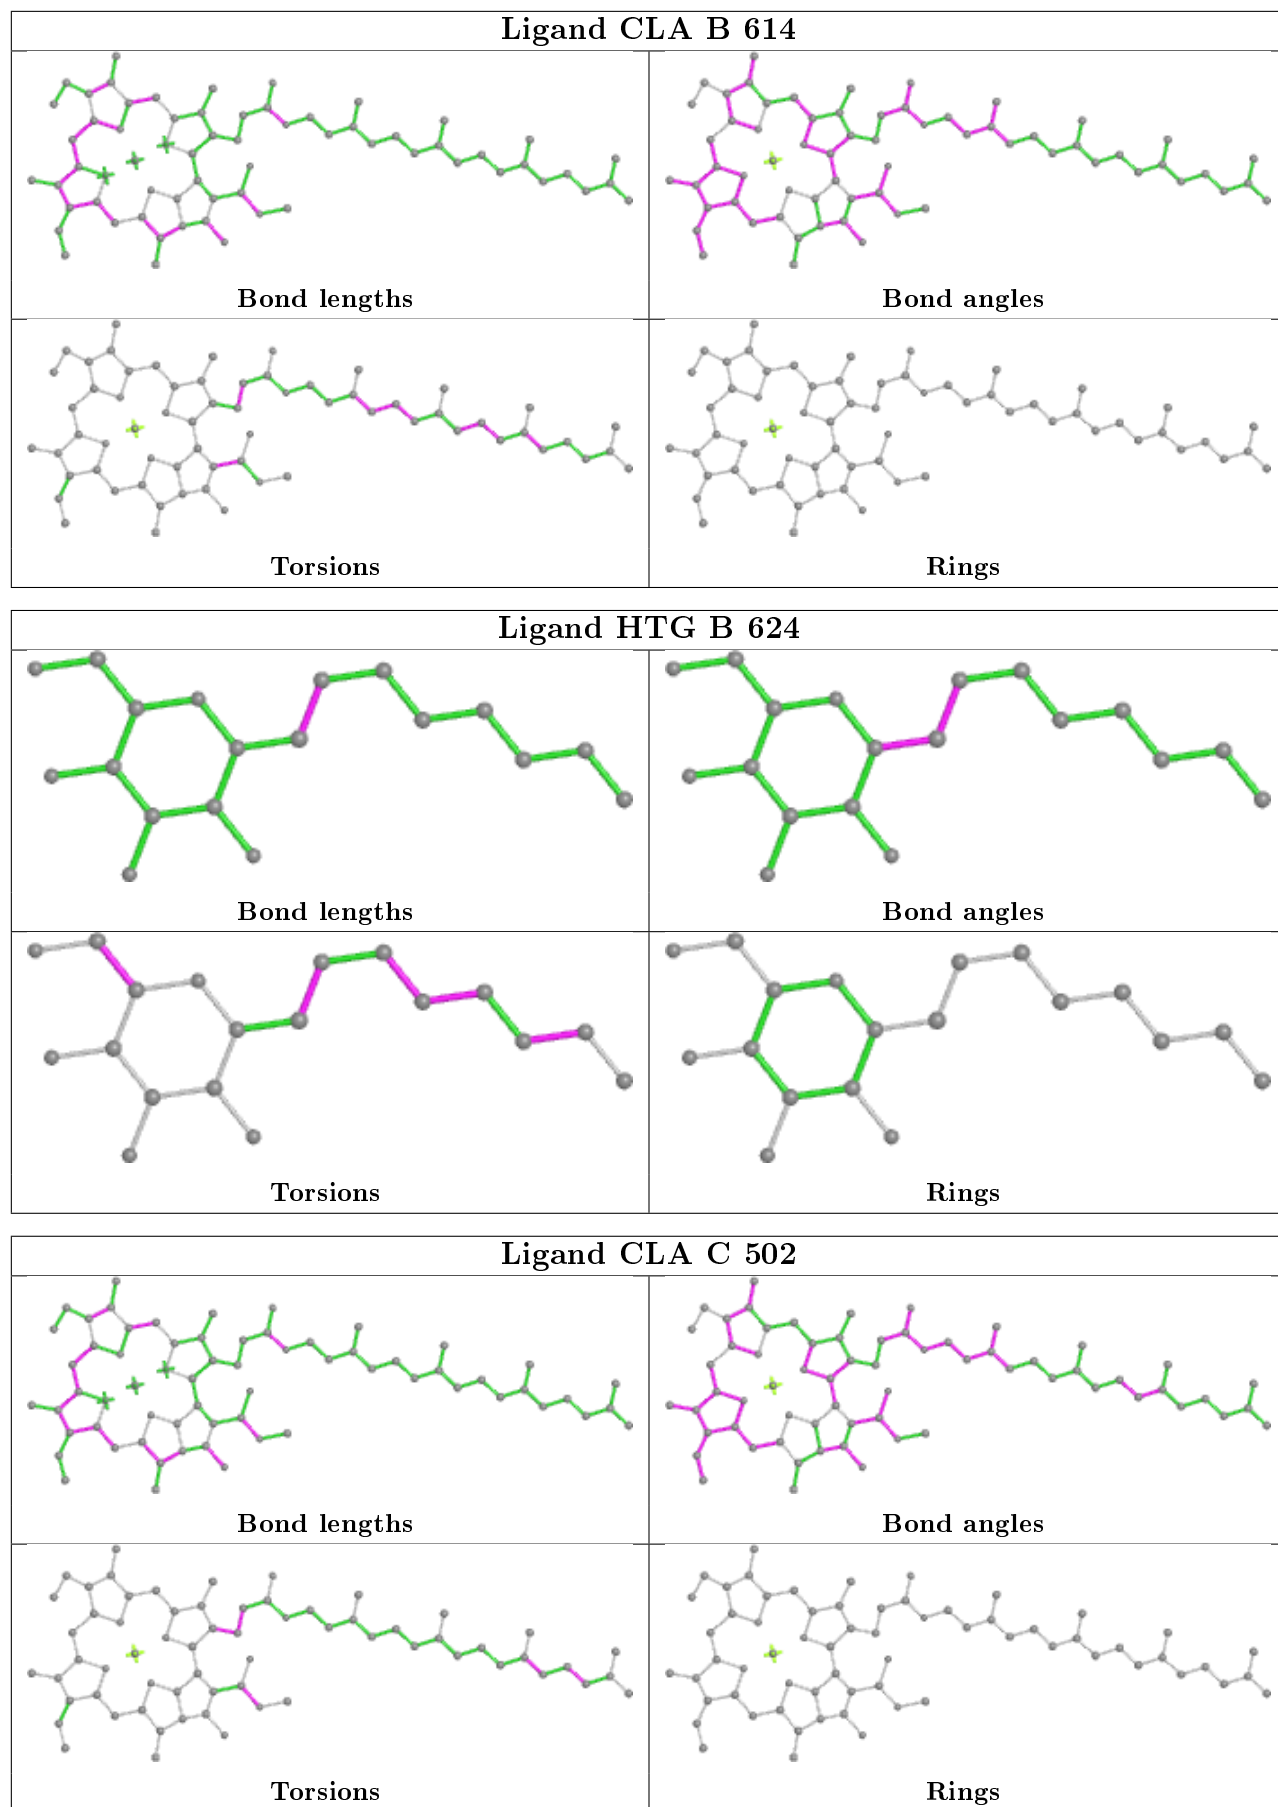 Ligand CLA B 614
Bond lengths
Bond angles
Torsions
Rings
Ligand HTG B 624
Bond lengths
Bond angles
Torsions
Rings
Ligand CLA C 502
Bond lengths
Bond angles
Torsions
Rings